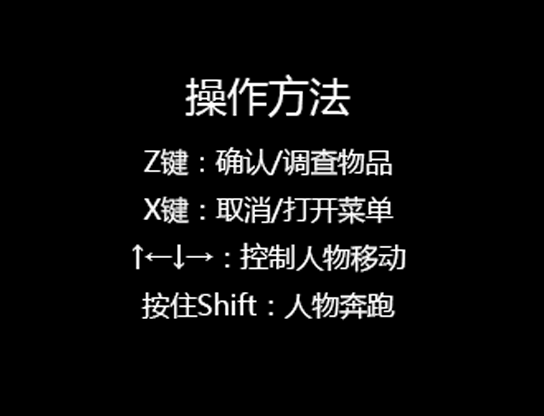 操作方法
Z键：确认/调查物品
X键：取消/打开菜单
↑←↓→：控制人物移动
按住Shift：人物奔跑